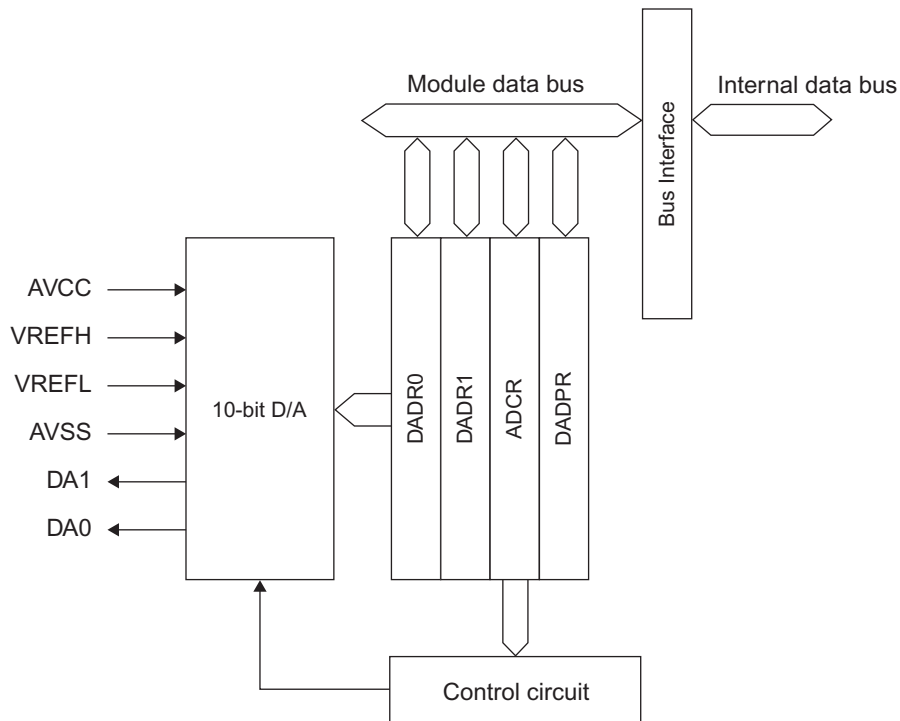 Module data bus
Internal data bus
Bus Interface
AVCC
VREFH
VREFL
AVSS
DA1
DA0
10-bit D/A
DADR0
DADR1
ADCR
DADPR
Control circuit